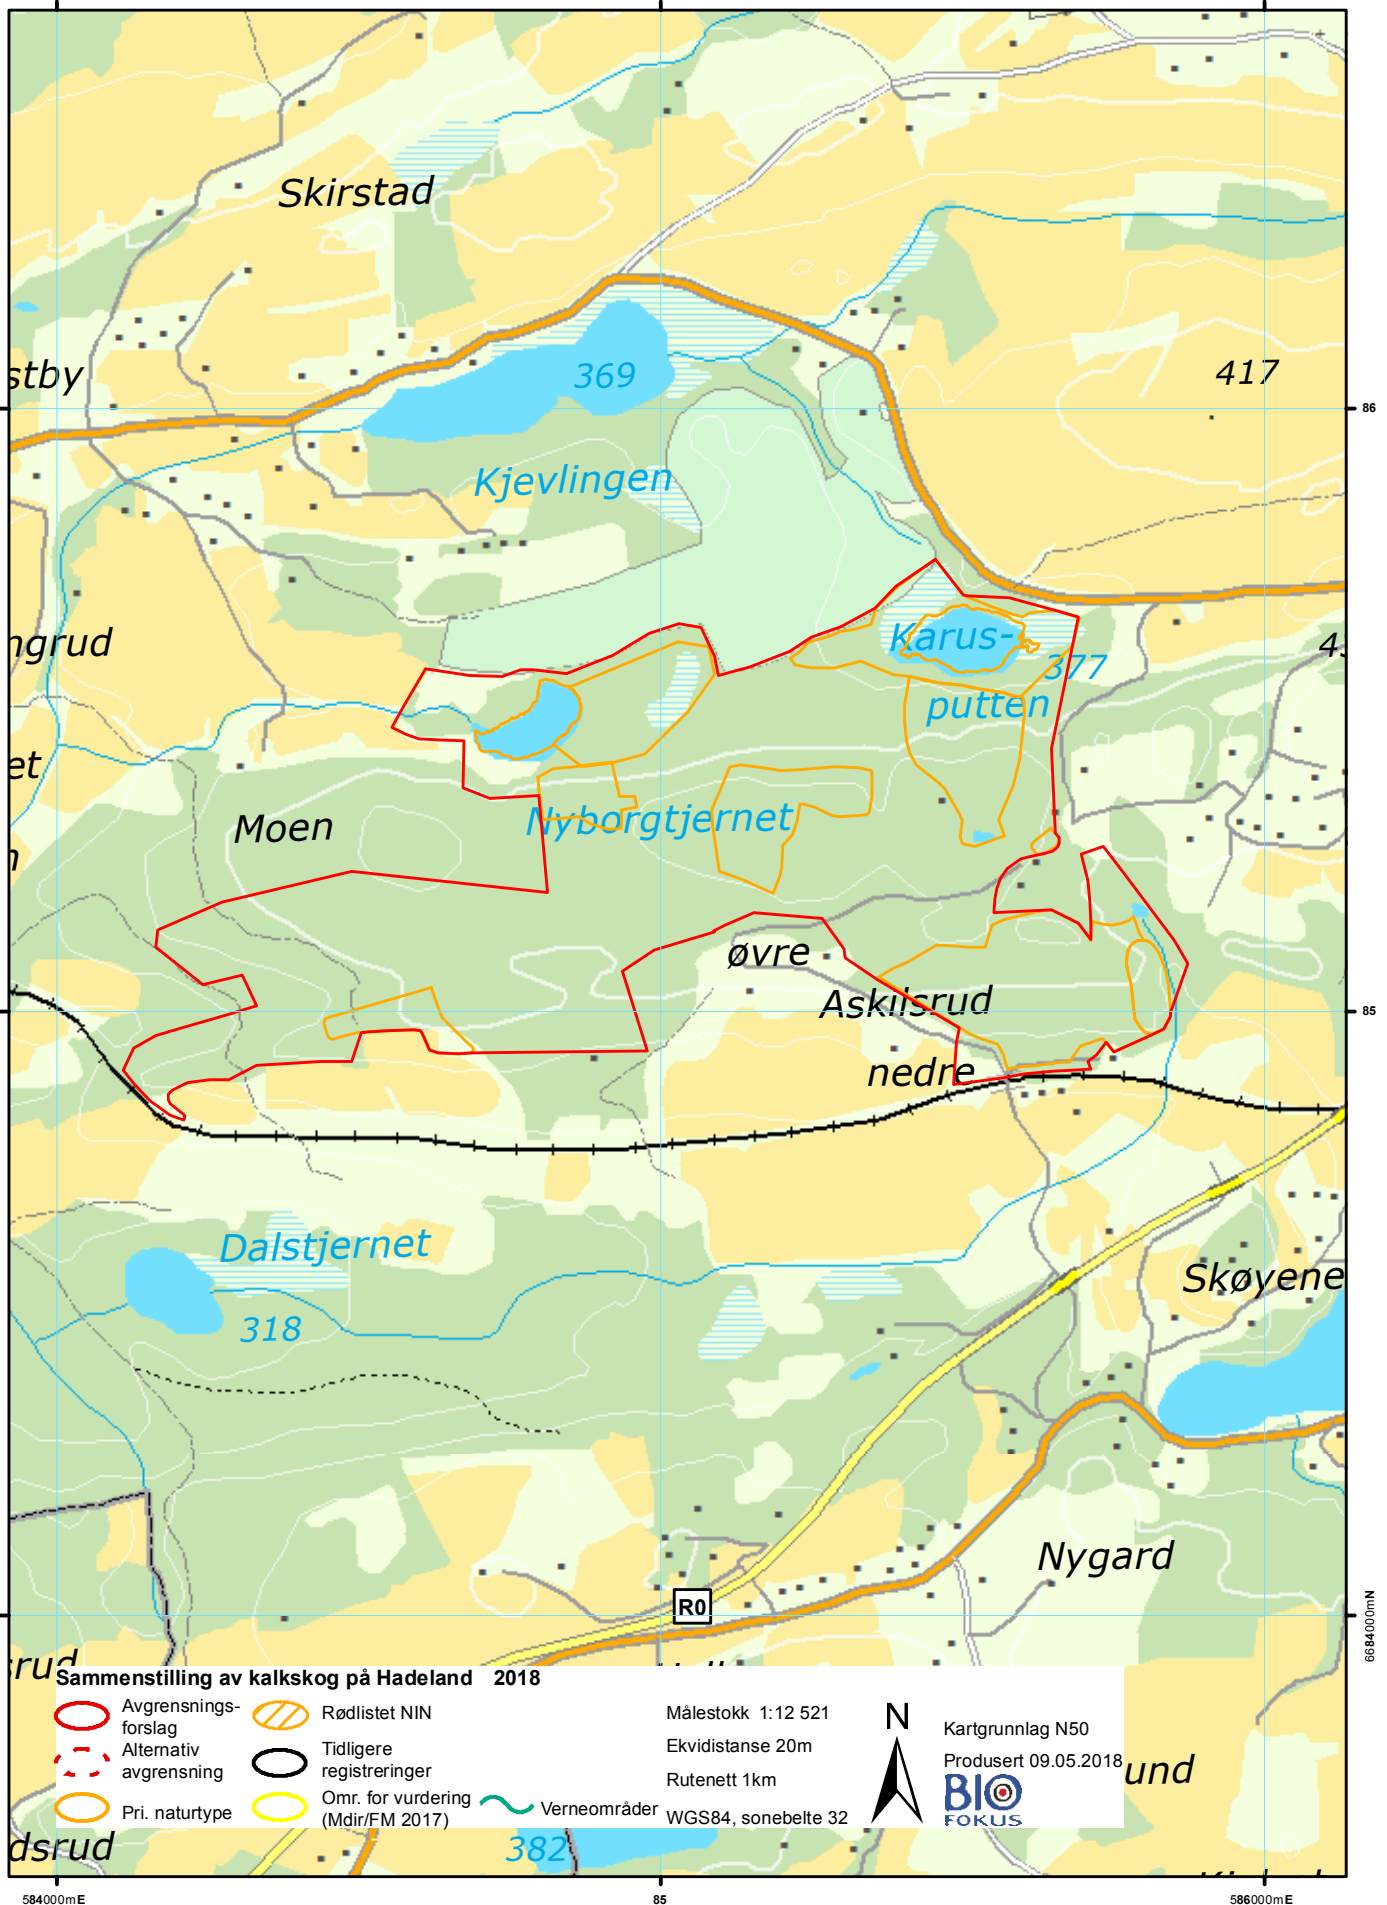 Skirstad
stby
369
417
Kjevlingen
ngrud
Karus-
377
putten
et
Moen
Nyborgtjernet
øvre
Askilsrud
nedre
86
85
Dalstjernet
318
Skøyene
Nygard
R0
6684000mN
srud
Sammenstilling av kalkskog på Hadeland 2018
Avgrensnings-
forslag
Alternativ
avgrensning
Pri. naturtype
Rødlistet NIN
Tidligere
registreringer
Omr. for vurdering
(Mdir/FM 2017)
Verneområder
Målestokk 1:12 521
Ekvidistanse 20m
Rutenett 1km
WGS84, sonebelte 32
N
Kartgrunnlag N50
Produsert 09.05.2018
BIO
FOKUS
und
dsrud
382
584000mE
85
586000mE